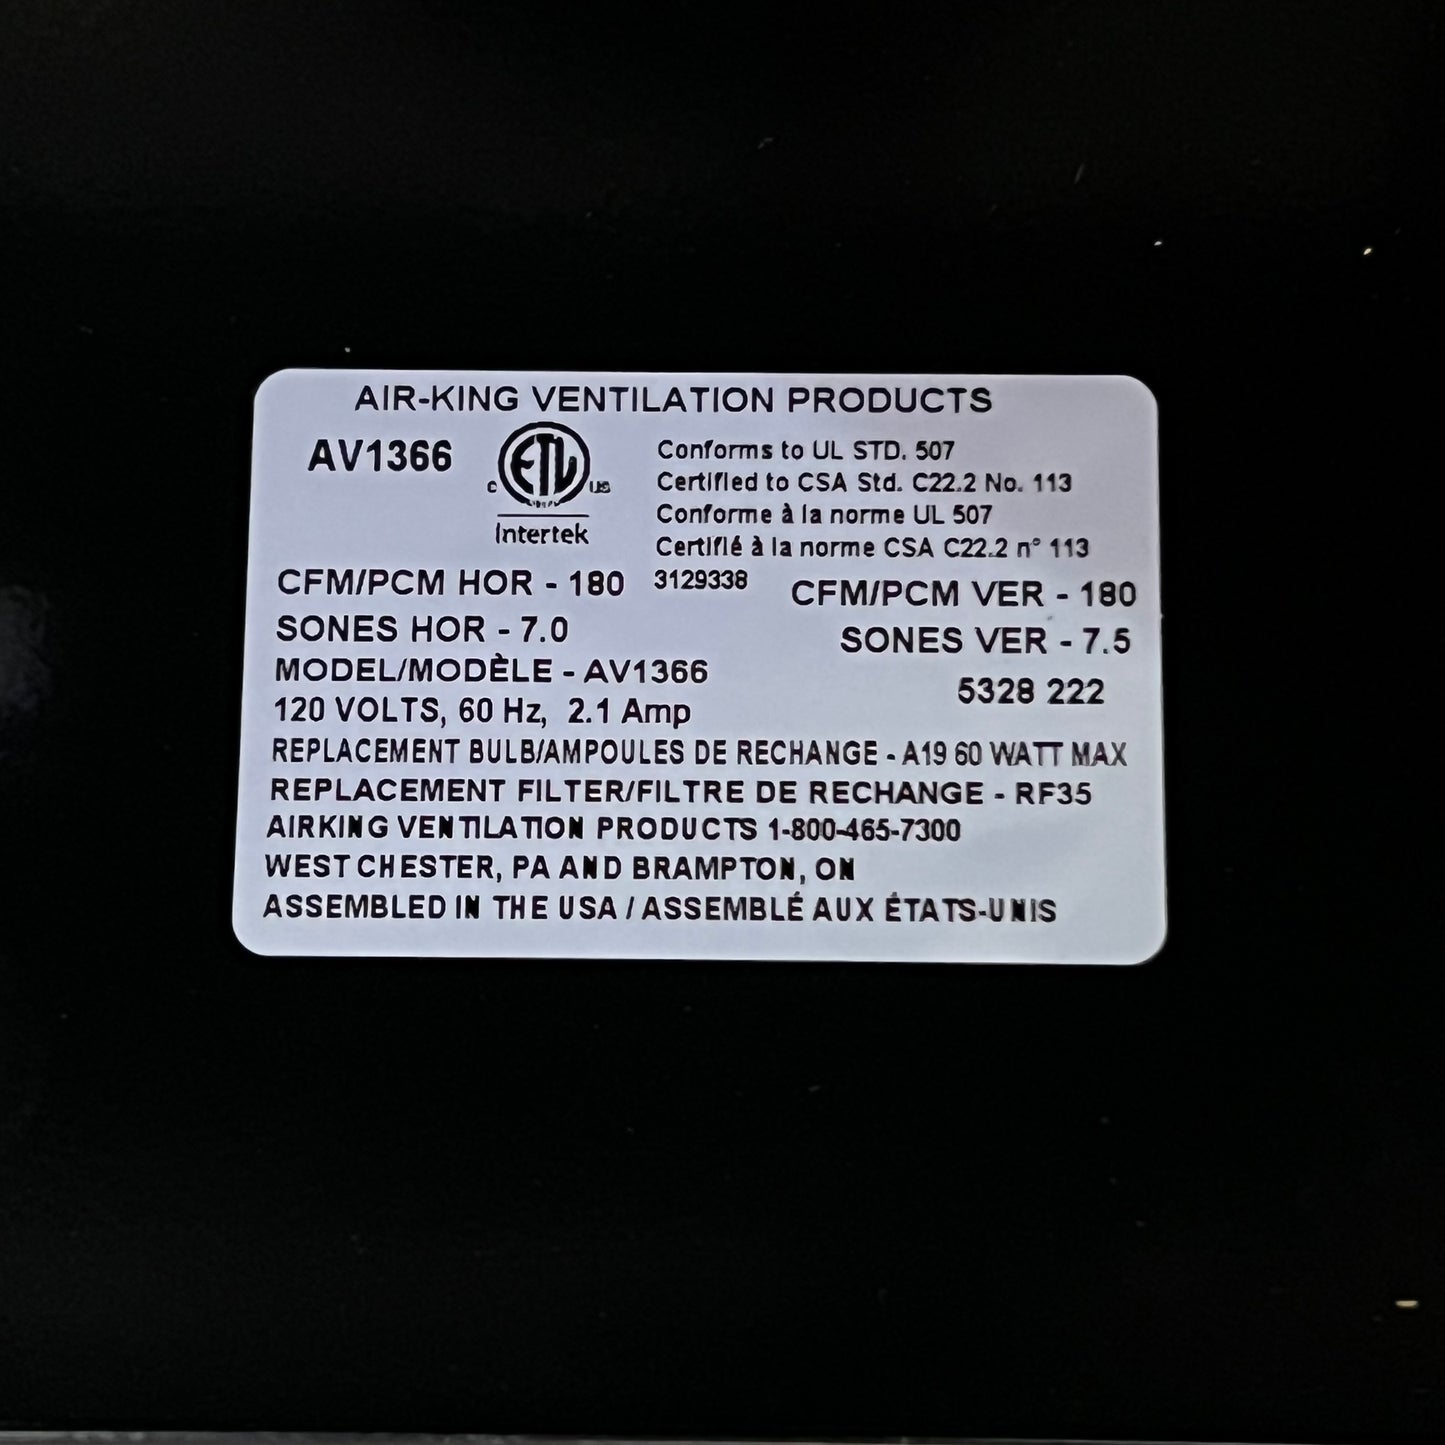 AIR-KING VENTILATION PRODUCTS
AV1366
ETL
C US
Intertek
Conforms to UL STD. 507
Certified to CSA Std. C22.2 No. 113
Conforme à la norme UL 507
Certifié à la norme CSA C22.2 n° 113
3129338
CFM/PCM HOR - 180
CFM/PCM VER - 180
SONES HOR - 7.0
SONES VER - 7.5
MODEL/MODÈLE - AV1366
5328 222
120 VOLTS, 60 Hz, 2.1 Amp
REPLACEMENT BULB/AMPOULES DE RECHANGE - A19 60 WATT MAX
REPLACEMENT FILTER/FILTRE DE RECHANGE - RF35
AIRKING VENTILATION PRODUCTS 1-800-465-7300
WEST CHESTER, PA AND BRAMPTON, ON
ASSEMBLED IN THE USA / ASSEMBLÉ AUX ÉTATS-UNIS